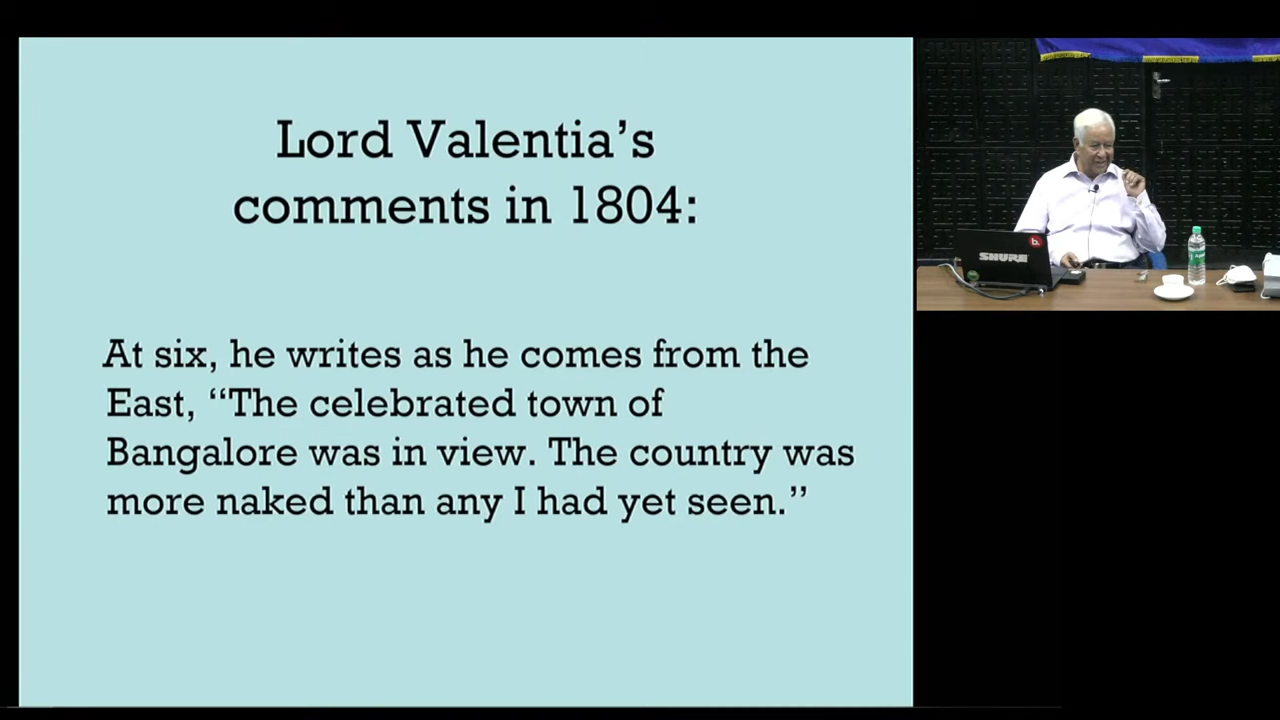 Lord Valentia’s
comments in 1804:
At six, he writes as he comes from the
East, “The celebrated town of
Bangalore was in view. The country was
more naked than any I had yet seen.”
SHURE